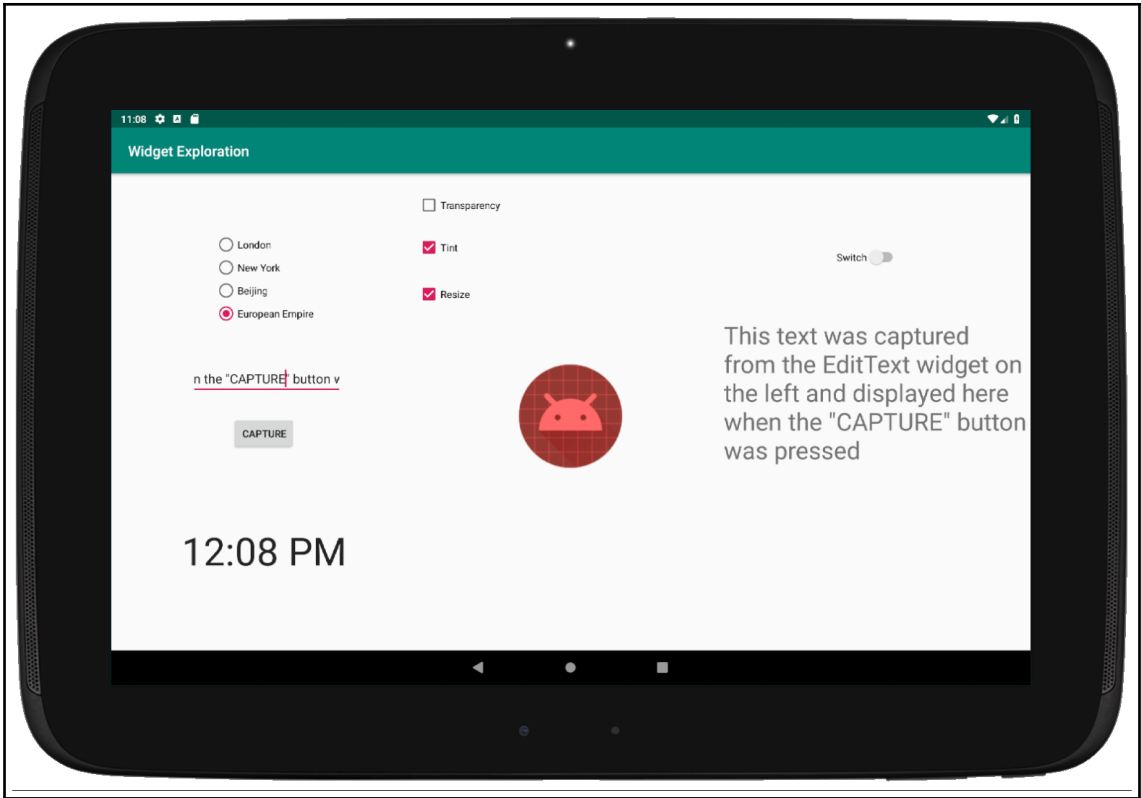 11:08
Widget Exploration
Transparency
London
Tint
New York
Switch
Beijing
Resize
European Empire
This text was captured
from the EditText widget on
the left and displayed here
when the "CAPTURE" button
was pressed
n the "CAPTURE" button v
CAPTURE
12:08 PM